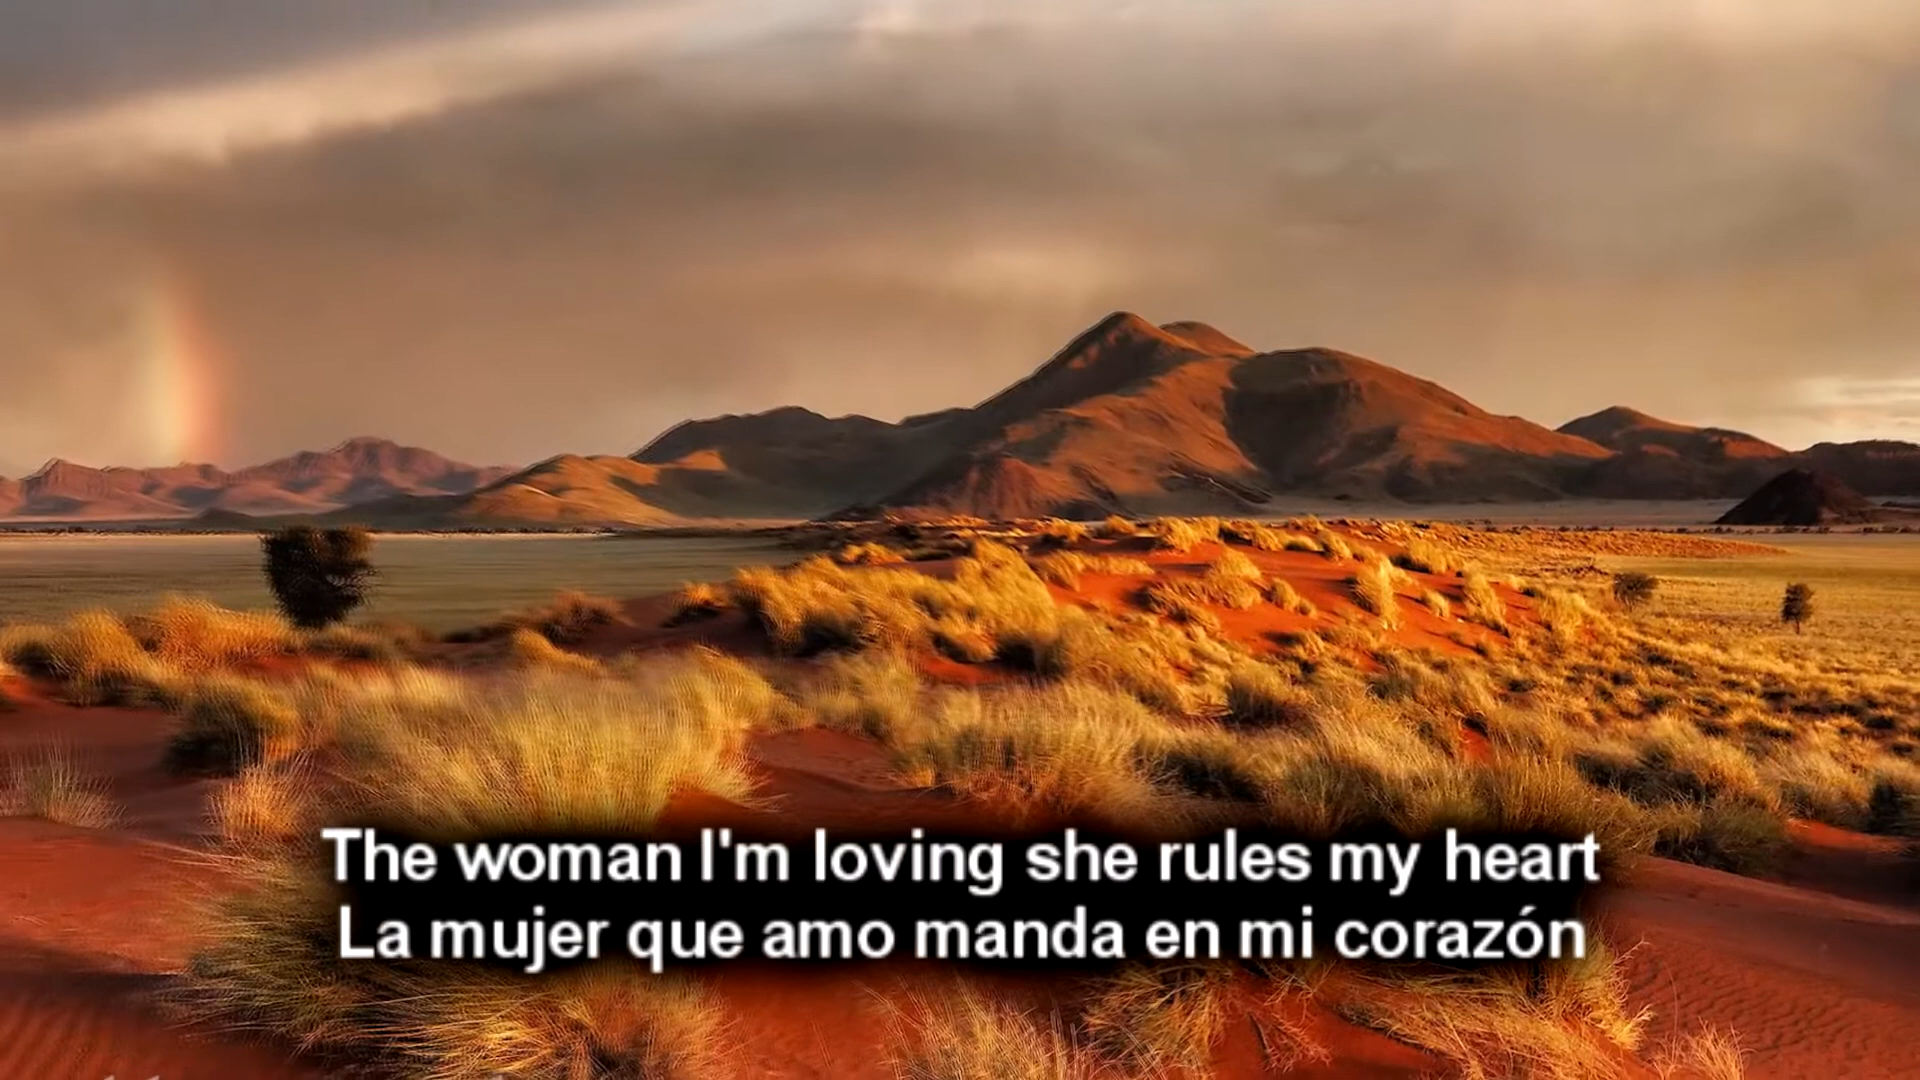 The woman I'm loving she rules my heart
La mujer que amo manda en mi corazón